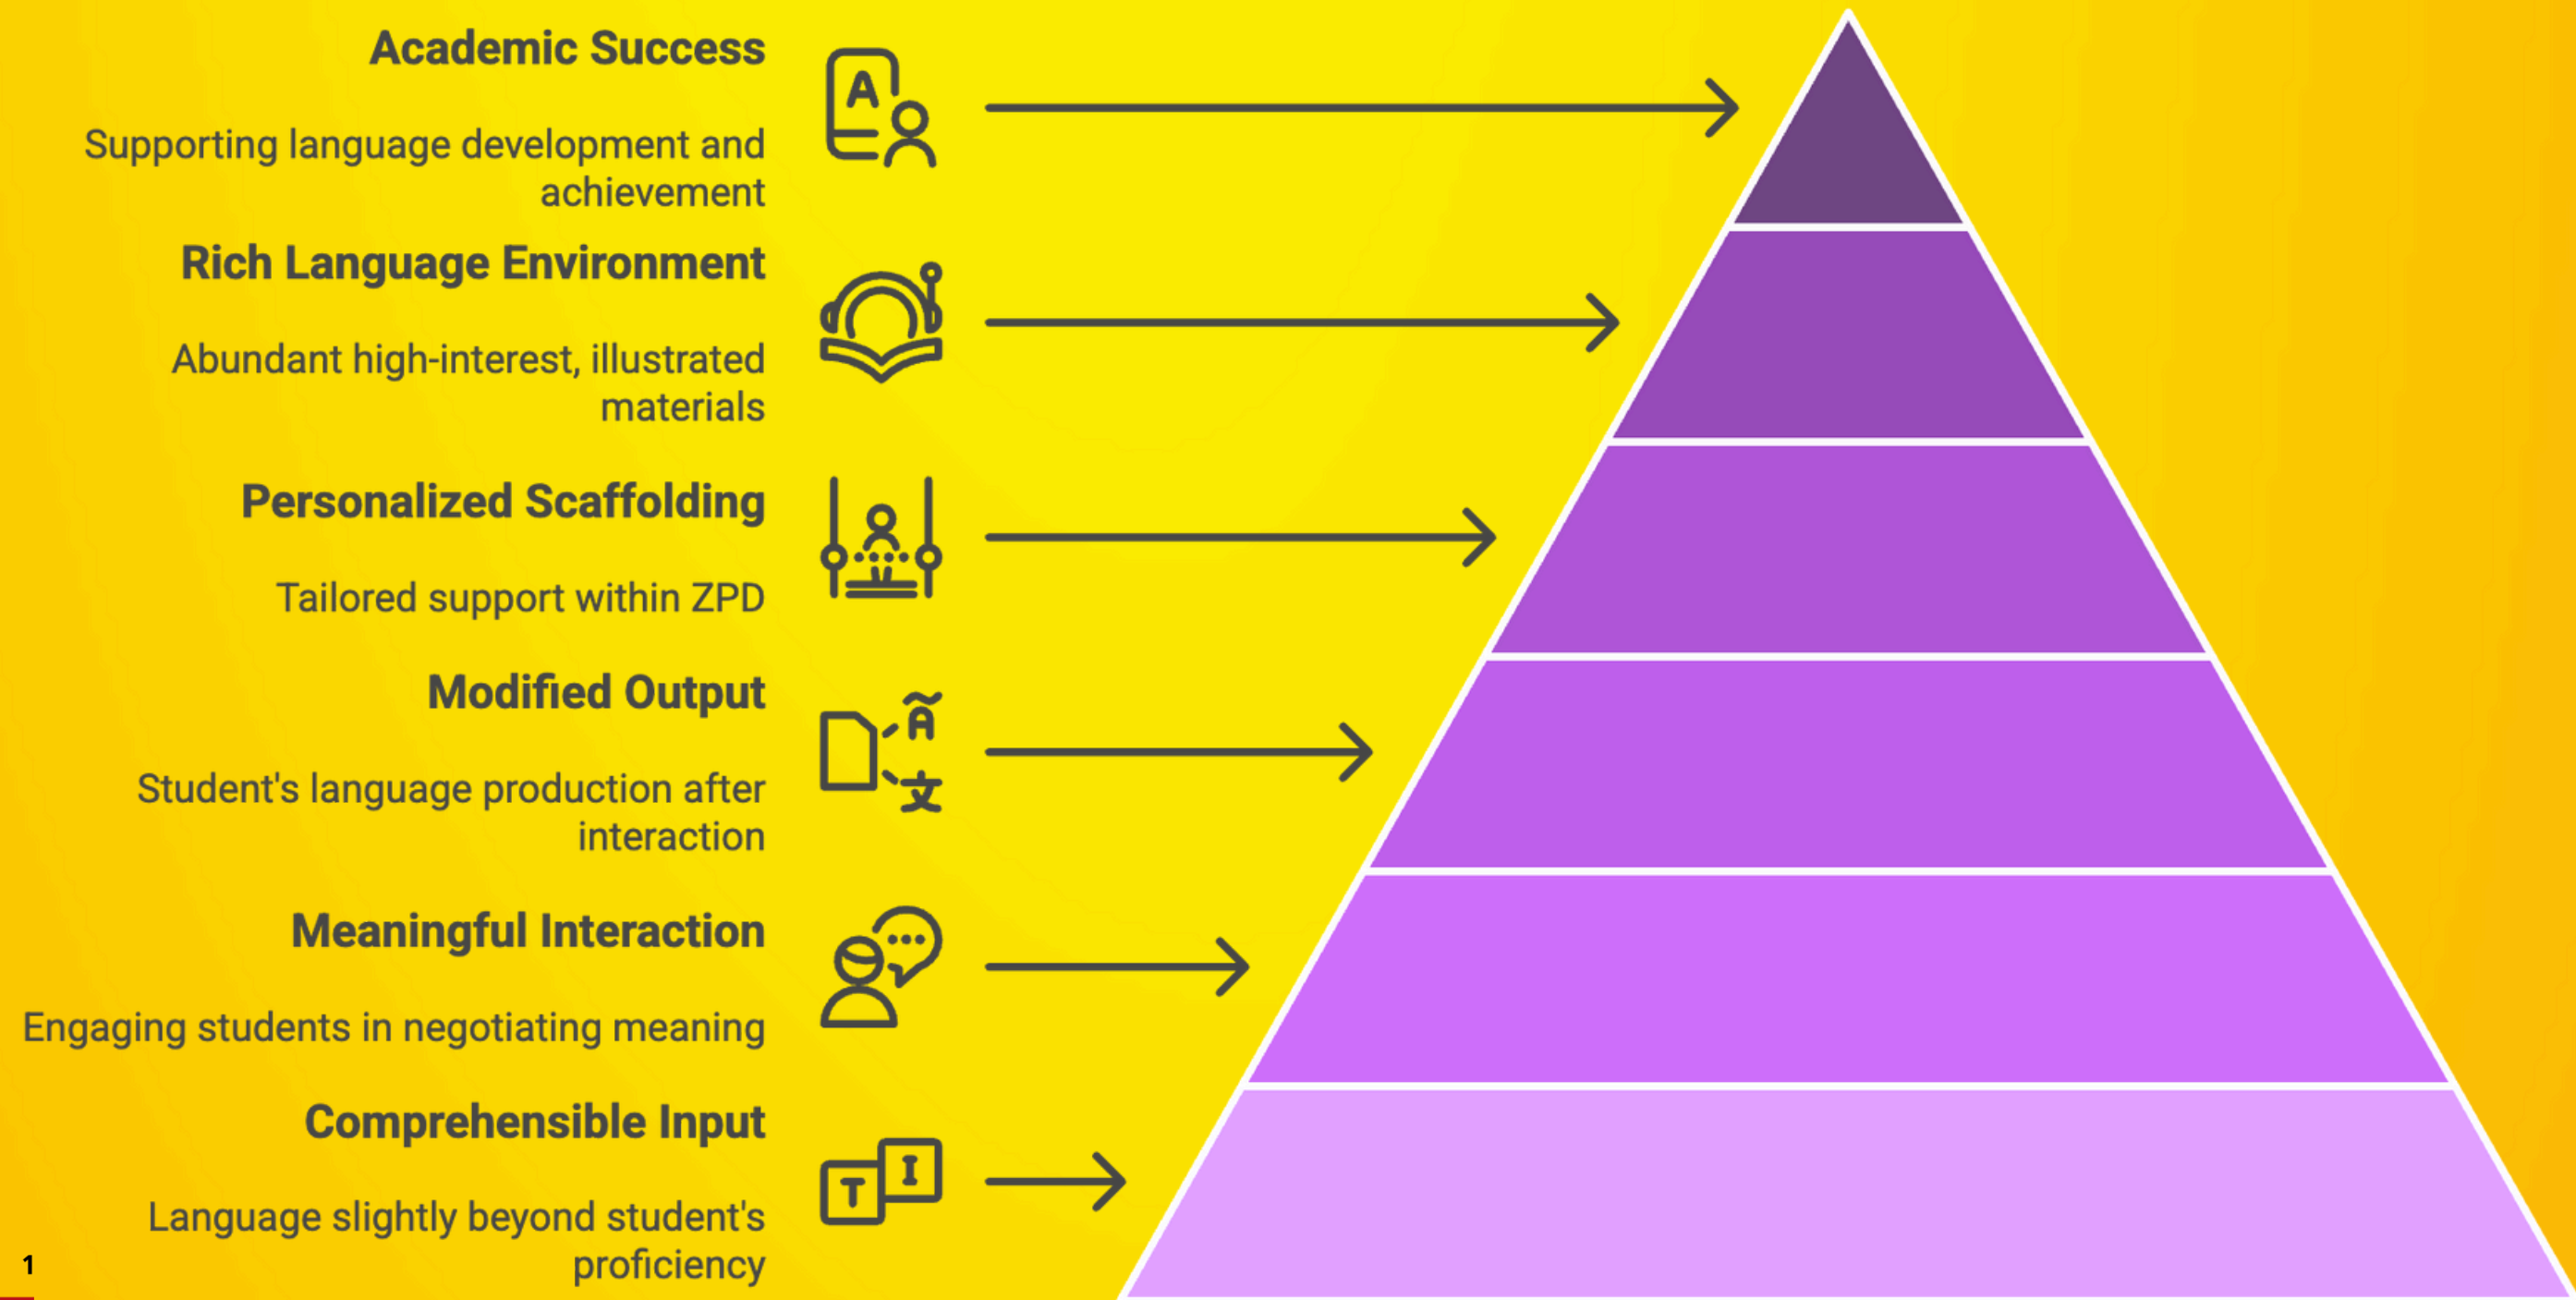 Academic Success
Supporting language development and
achievement
Rich Language Environment
Abundant high-interest, illustrated
materials
Personalized Scaffolding
Tailored support within ZPD
Modified Output
Student's language production after
interaction
Meaningful Interaction
Engaging students in negotiating meaning
Comprehensible Input
Language slightly beyond student's
proficiency
A
Ã
文
T
I
1